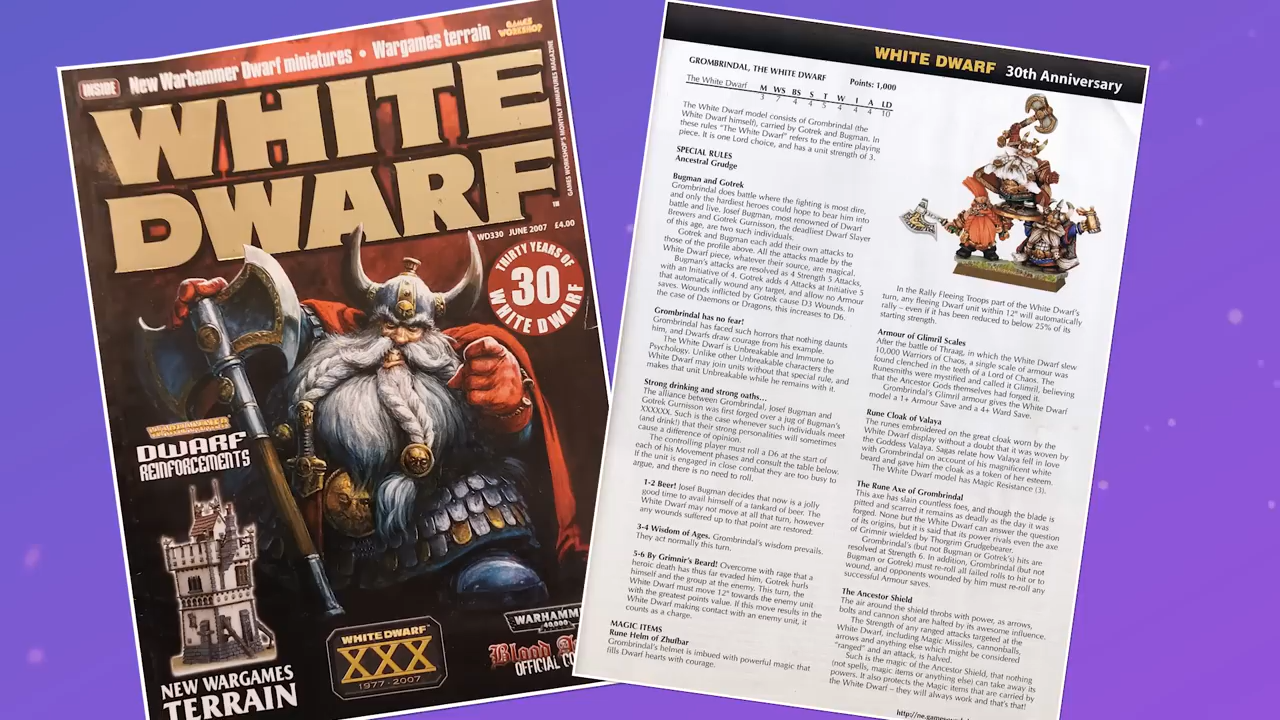 INSIDE New Warhammer Dwarf miniatures • Wargames terrain
GAMES WORKSHOP
WHITE
DWARF
GAMES WORKSHOP'S MONTHLY MINIATURES MAGAZINE
WD330 JUNE 2007 £4.00
THIRTY YEARS OF
30
WHITE DWARF
WARHAMMER
DWARF
REINFORCEMENTS
NEW WARGAMES
TERRAIN
WHITE DWARF
XXX
1977 - 2007
WARHAMM
40,000
Blood
OFFICIAL CO
WHITE DWARF 30th Anniversary
GROMBRINDAL, THE WHITE DWARF Points: 1,000
M WS BS S T W I A LD
The White Dwarf 3 7 4 4 5 4 4 4 10
The White Dwarf model consists of Grombrindal (the
White Dwarf himself), carried by Gotrek and Bugman. In
these rules "The White Dwarf" refers to the entire playing
piece. It is one Lord choice, and has a unit strength of 3.
SPECIAL RULES
Ancestral Grudge
Bugman and Gotrek
Grombrindal does battle where the fighting is most dire,
and only the hardiest heroes could hope to bear him into
battle and live. Josef Bugman, most renowned of Dwarf
Brewers and Gotrek Gurnisson, the deadliest Dwarf Slayer
of this age, are two such individuals.
Gotrek and Bugman each add their own attacks to
those of the profile above. All the attacks made by the
White Dwarf piece, whatever their source, are magical.
Bugman's attacks are resolved as 4 Strength 5 Attacks,
with an Initiative of 4. Gotrek adds 4 Attacks at Initiative 5
that automatically wound any target, and allow no Armour
saves. Wounds inflicted by Gotrek cause D3 Wounds. In
the case of Daemons or Dragons, this increases to D6.
Grombrindal has no fear!
Grombrindal has faced such horrors that nothing daunts
him, and Dwarfs draw courage from his example.
The White Dwarf is Unbreakable and Immune to
Psychology. Unlike other Unbreakable characters the
White Dwarf may join units without that special rule, and
makes that unit Unbreakable while he remains with it.
Strong drinking and strong oaths...
The alliance between Grombrindal, Josef Bugman and
Gotrek Gurnisson was first forged over a jug of Bugman's
XXXXXX. Such is the case whenever such individuals meet
(and drink!) that their strong personalities will sometimes
cause a difference of opinion.
The controlling player must roll a D6 at the start of
each of his Movement phases and consult the table below.
If the unit is engaged in close combat they are too busy to
argue, and there is no need to roll.
1-2 Beer! Josef Bugman decides that now is a jolly
good time to avail himself of a tankard of beer. The
White Dwarf may not move at all that turn, however
any wounds suffered up to that point are restored.
3-4 Wisdom of Ages. Grombrindal's wisdom prevails.
They act normally this turn.
5-6 By Grimnir's Beard! Overcome with rage that a
heroic death has thus far evaded him, Gotrek hurls
himself and the group at the enemy. This turn, the
White Dwarf must move 12" towards the enemy unit
with the greatest points value. If this move results in the
White Dwarf making contact with an enemy unit, it
counts as a charge.
MAGIC ITEMS
Rune Helm of Zhufbar
Grombrindal's helmet is imbued with powerful magic that
fills Dwarf hearts with courage.
In the Rally Fleeing Troops part of the White Dwarf's
turn, any fleeing Dwarf unit within 12" will automatically
rally – even if it has been reduced to below 25% of its
starting strength.
Armour of Glimril Scales
After the battle of Thraag, in which the White Dwarf slew
10,000 Warriors of Chaos, a single scale of armour was
found clenched in the teeth of a Lord of Chaos. The
Runesmiths were mystified and called it Glimril, believing
that the Ancestor Gods themselves had forged it.
Grombrindal's Glimril armour gives the White Dwarf
model a 1+ Armour Save and a 4+ Ward Save.
Rune Cloak of Valaya
The runes embroidered on the great cloak worn by the
White Dwarf display without a doubt that it was woven by
the Goddess Valaya. Sagas relate how Valaya fell in love
with Grombrindal on account of his magnificent white
beard and gave him the cloak as a token of her esteem.
The White Dwarf model has Magic Resistance (3).
The Rune Axe of Grombrindal
This axe has slain countless foes, and though the blade is
pitted and scarred it remains as deadly as the day it was
forged. None but the White Dwarf can answer the question
of its origins, but it is said that its power rivals even the axe
of Grimnir wielded by Thorgrim Grudgebearer.
Grombrindal's (but not Bugman or Gotrek's) hits are
resolved at Strength 6. In addition, Grombrindal (but not
Bugman or Gotrek) must re-roll all failed rolls to hit or to
wound, and opponents wounded by him must re-roll any
successful Armour saves.
The Ancestor Shield
The air around the shield throbs with power, as arrows,
bolts and cannon shot are halted by its awesome influence.
The Strength of any ranged attacks targeted at the
White Dwarf, including Magic Missiles, cannonballs,
arrows and anything else which might be considered
"ranged" and an attack, is halved.
Such is the magic of the Ancestor Shield, that nothing
(not spells, magic items or anything else) can take away its
powers. It also protects the Magic items that are carried by
the White Dwarf – they will always work and that's that!